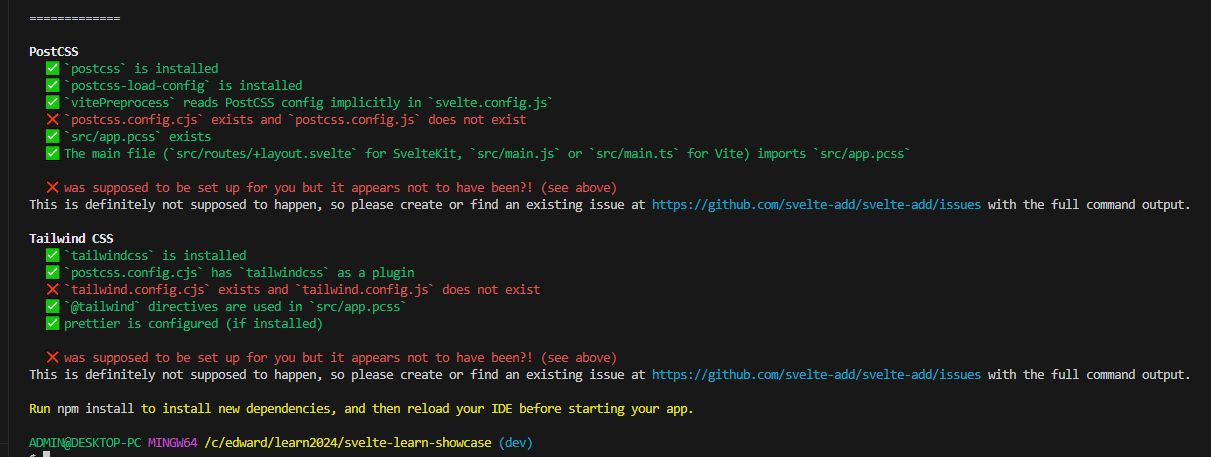 =============
PostCSS
✅ `postcss` is installed
✅ `postcss-load-config` is installed
✅ `vitePreprocess` reads PostCSS config implicitly in `svelte.config.js`
❌ `postcss.config.cjs` exists and `postcss.config.js` does not exist
✅ `src/app.pcss` exists
✅ The main file (`src/routes/+layout.svelte` for SvelteKit, `src/main.js` or `src/main.ts` for Vite) imports `src/app.pcss`
❌ was supposed to be set up for you but it appears not to have been?! (see above)
This is definitely not supposed to happen, so please create or find an existing issue at https://github.com/svelte-add/svelte-add/issues with the full command output.
Tailwind CSS
✅ `tailwindcss` is installed
✅ `postcss.config.cjs` has `tailwindcss` as a plugin
❌ `tailwind.config.cjs` exists and `tailwind.config.js` does not exist
✅ `@tailwind` directives are used in `src/app.pcss`
✅ prettier is configured (if installed)
❌ was supposed to be set up for you but it appears not to have been?! (see above)
This is definitely not supposed to happen, so please create or find an existing issue at https://github.com/svelte-add/svelte-add/issues with the full command output.
Run npm install to install new dependencies, and then reload your IDE before starting your app.
ADMIN@DESKTOP-PC MINGW64 /c/edward/learn2024/svelte-learn-showcase (dev)
$